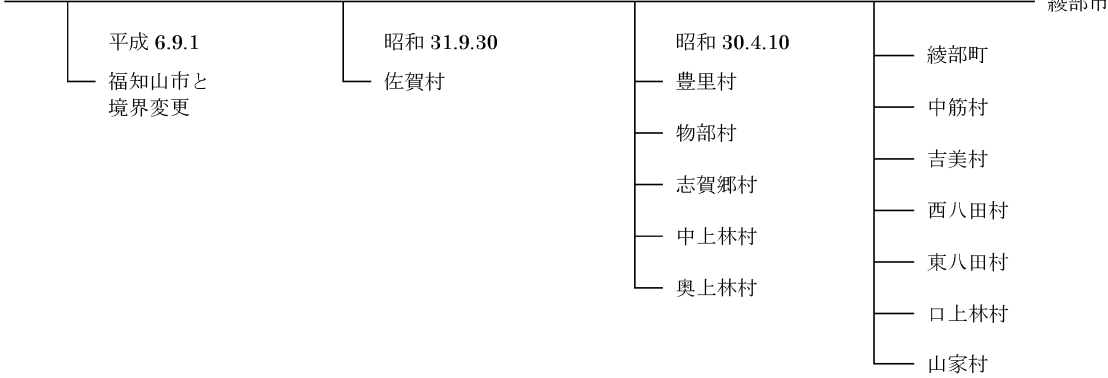 綾部市
平成 6.9.1
福知山市と
境界変更
昭和 31.9.30
佐賀村
昭和 30.4.10
豊里村
物部村
志賀郷村
中上林村
奥上林村
綾部町
中筋村
吉美村
西八田村
東八田村
口上林村
山家村